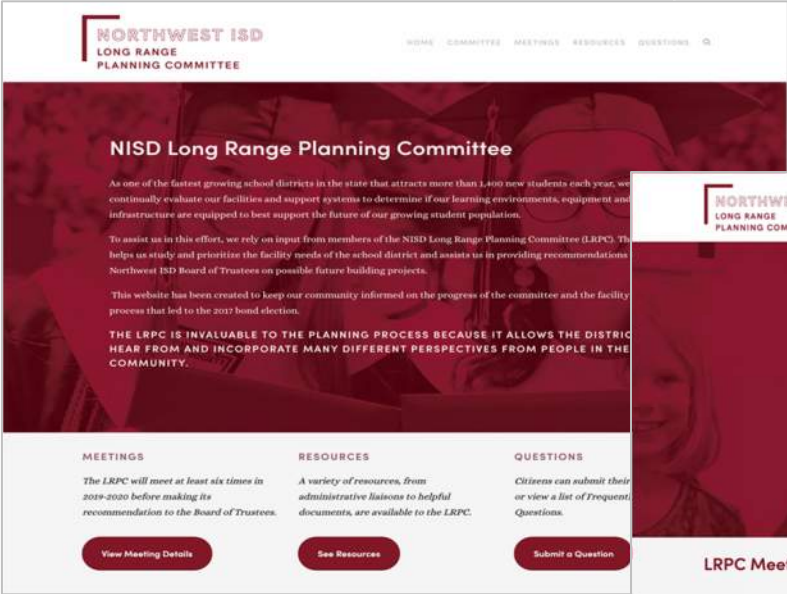 NORTHWEST ISD
LONG RANGE
PLANNING COMMITTEE
HOME COMMITTEE MEETINGS RESOURCES QUESTIONS
NISD Long Range Planning Committee
As one of the fastest growing school districts in the state that attracts more than 1,400 new students each year, we
continually evaluate our facilities and support systems to determine if our learning environments, equipment and
infrastructure are equipped to best support the future of our growing student population.
To assist us in this effort, we rely on input from members of the NISD Long Range Planning Committee (LRPC). Th
helps us study and prioritize the facility needs of the school district and assists us in providing recommendations
Northwest ISD Board of Trustees on possible future building projects.
This website has been created to keep our community informed on the progress of the committee and the facility
process that led to the 2017 bond election.
THE LRPC IS INVALUABLE TO THE PLANNING PROCESS BECAUSE IT ALLOWS THE DISTRIC
HEAR FROM AND INCORPORATE MANY DIFFERENT PERSPECTIVES FROM PEOPLE IN THE
COMMUNITY.
MEETINGS
The LRPC will meet at least six times in
2019-2020 before making its
recommendation to the Board of Trustees.
View Meeting Details
RESOURCES
A variety of resources, from
administrative liaisons to helpful
documents, are available to the LRPC.
See Resources
QUESTIONS
Citizens can submit their
or view a list of Frequentl
Questions.
Submit a Question
NORTHWE
LONG RANGE
PLANNING COM
LRPC Meet